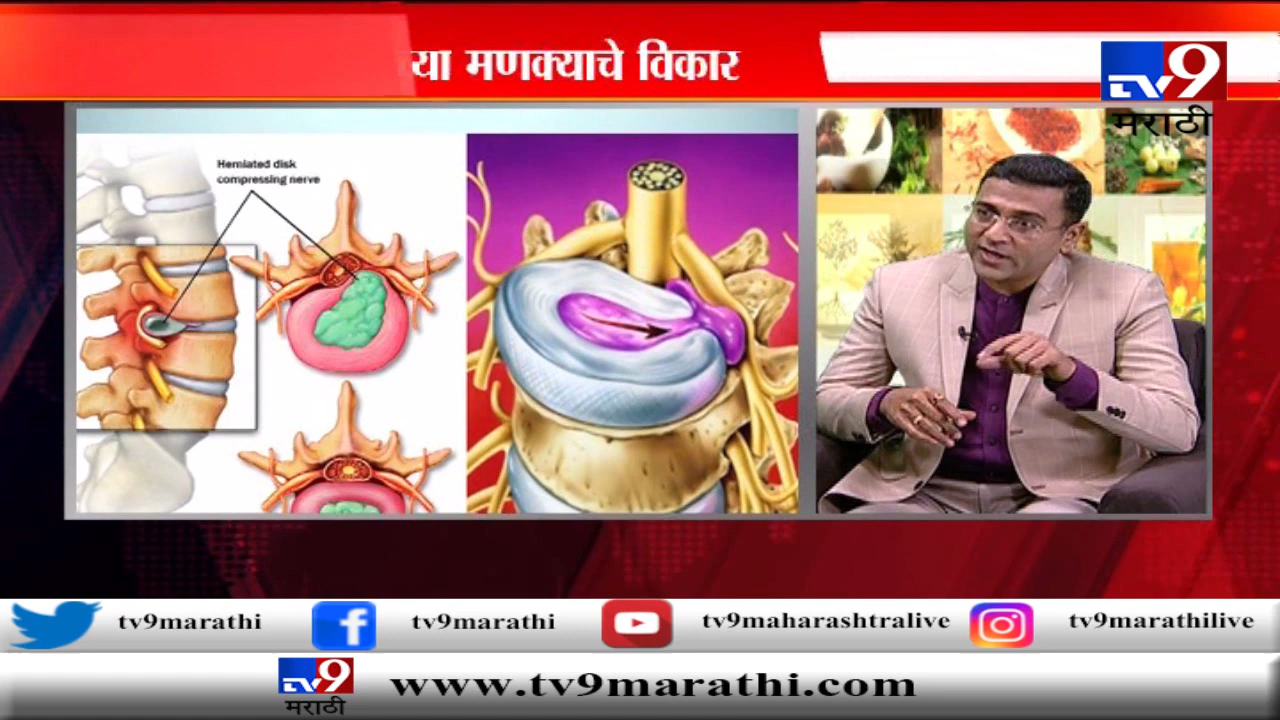 या मणक्याचे विकार
TV9
मराठी
Herniated disk
compressing nerve
tv9marathi
tv9marathi
tv9maharashtralive
tv9marathilive
TV9
मराठी
www.tv9marathi.com